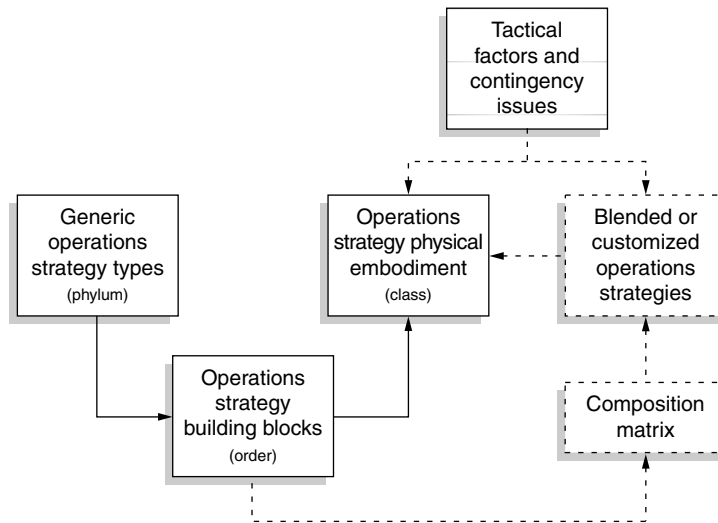 Tactical
factors and
contingency
issues
Generic
operations
strategy types
(phylum)
Operations
strategy physical
embodiment
(class)
Blended or
customized
operations
strategies
Operations
strategy
building blocks
(order)
Composition
matrix